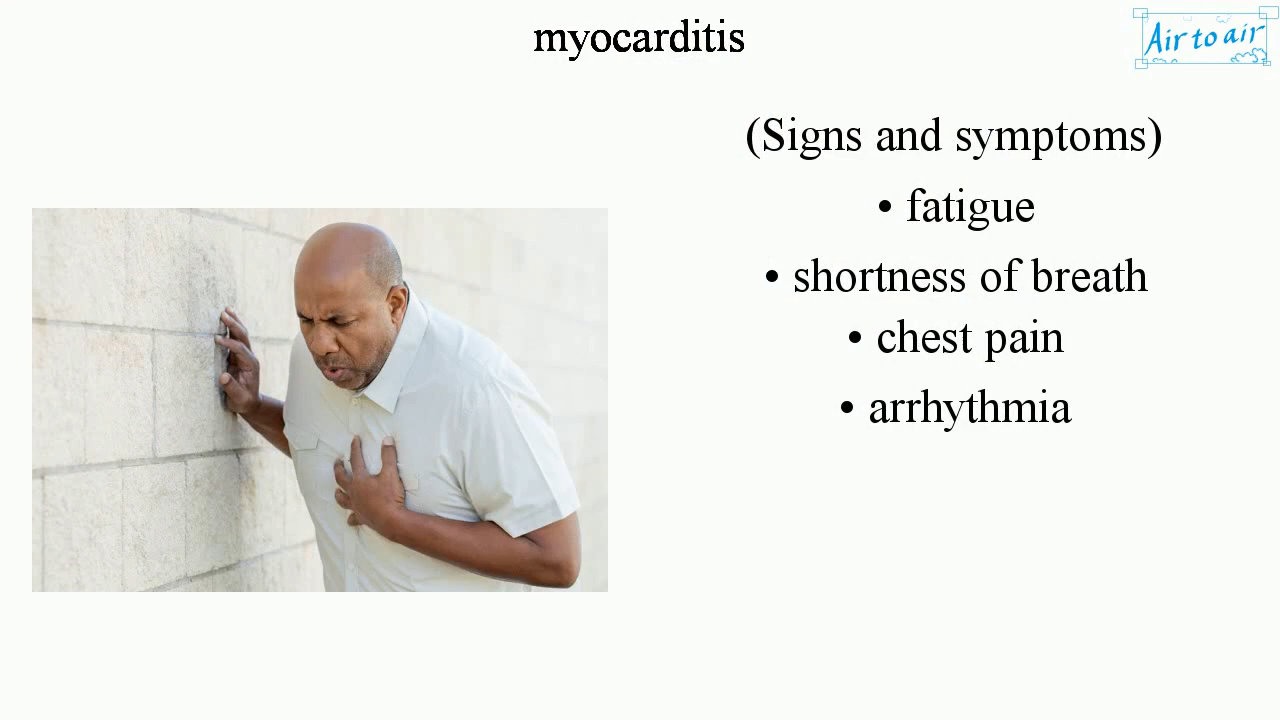 myocarditis
Air to air
(Signs and symptoms)
• fatigue
• shortness of breath
• chest pain
• arrhythmia